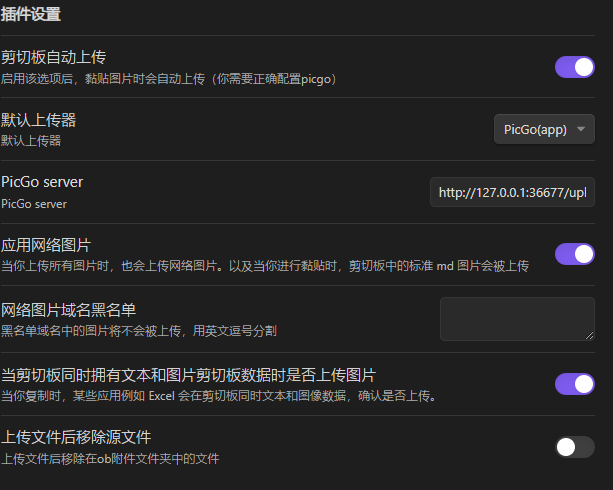 插件设置
剪切板自动上传
启用该选项后，黏贴图片时会自动上传（你需要正确配置picgo）
默认上传器
默认上传器
PicGo(app)
PicGo server
PicGo server
http://127.0.0.1:36677/upl
应用网络图片
当你上传所有图片时，也会上传网络图片。以及当你进行黏贴时，剪切板中的标准 md 图片会被上传
网络图片域名黑名单
黑名单域名中的图片将不会被上传，用英文逗号分割
当剪切板同时拥有文本和图片剪切板数据时是否上传图片
当你复制时，某些应用例如 Excel 会在剪切板同时文本和图像数据，确认是否上传。
上传文件后移除源文件
上传文件后移除在ob附件文件夹中的文件